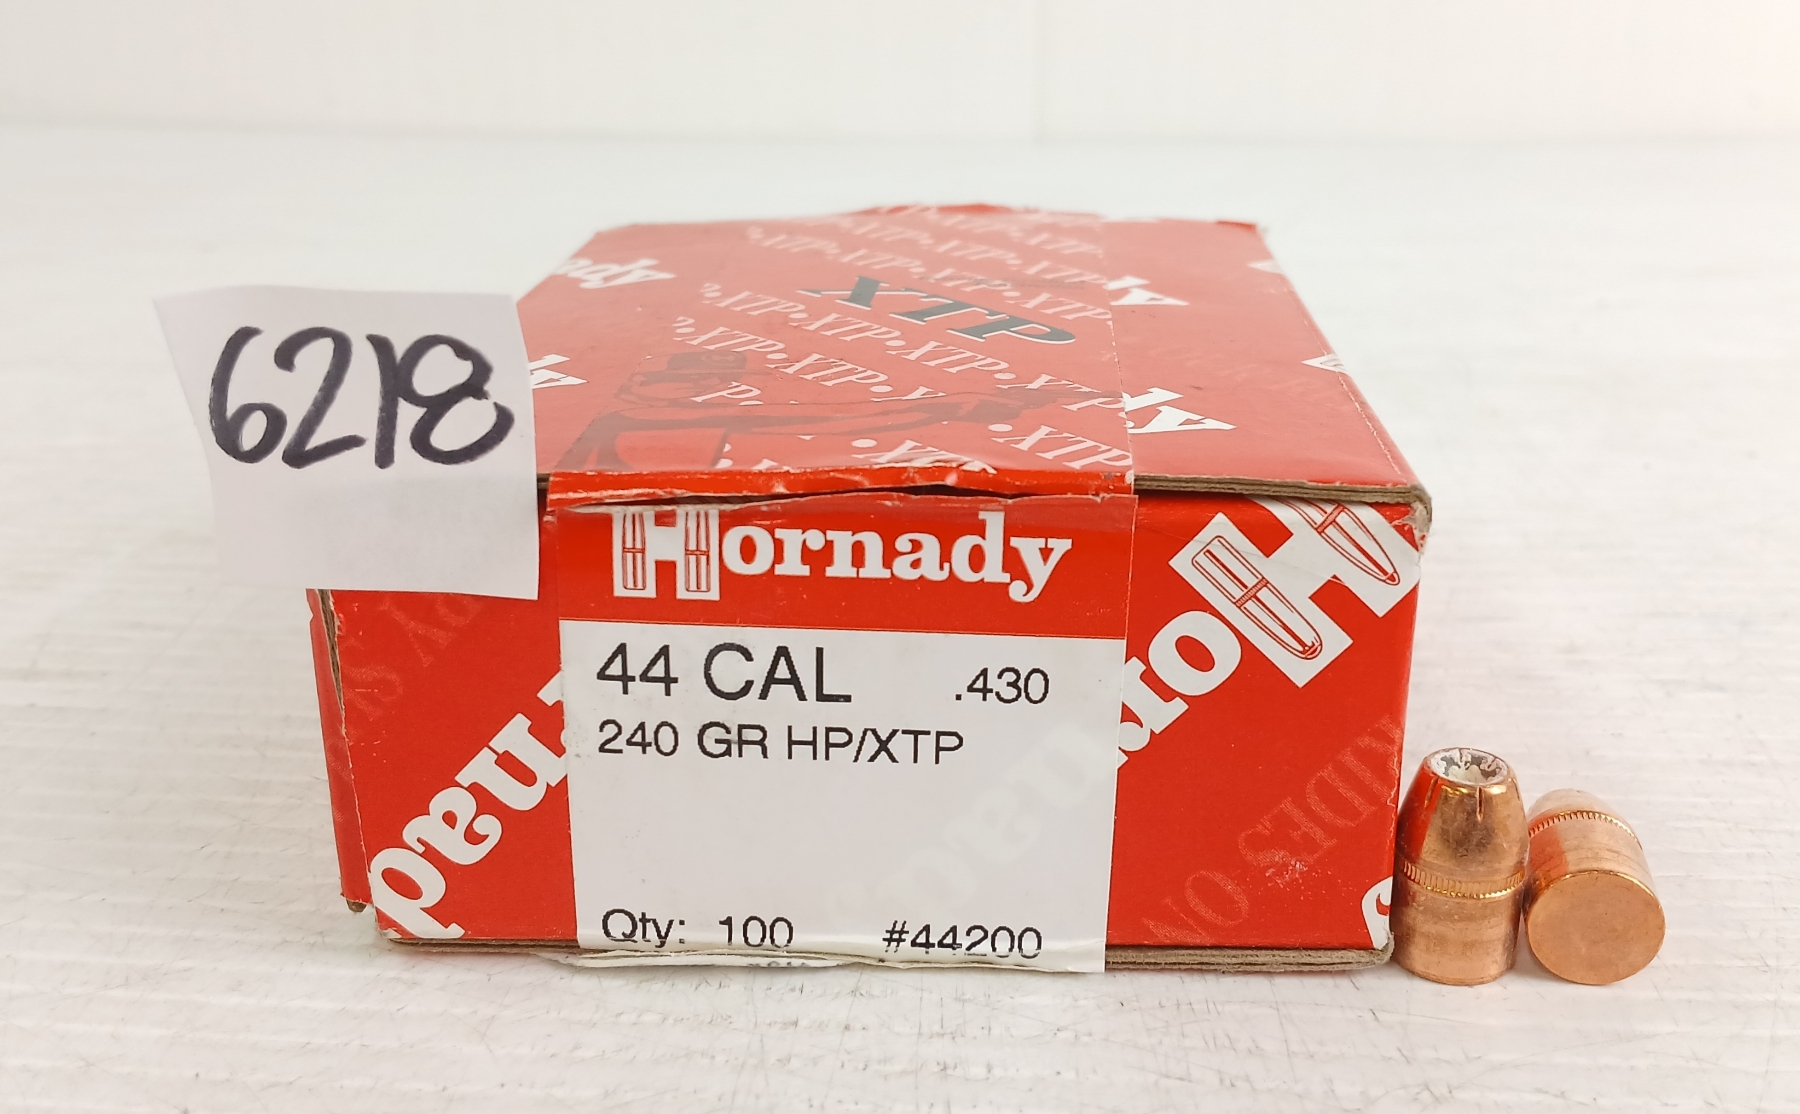 6218
XTP
Hornady
44 CAL .430
240 GR HP/XTP
Qty: 100 #44200